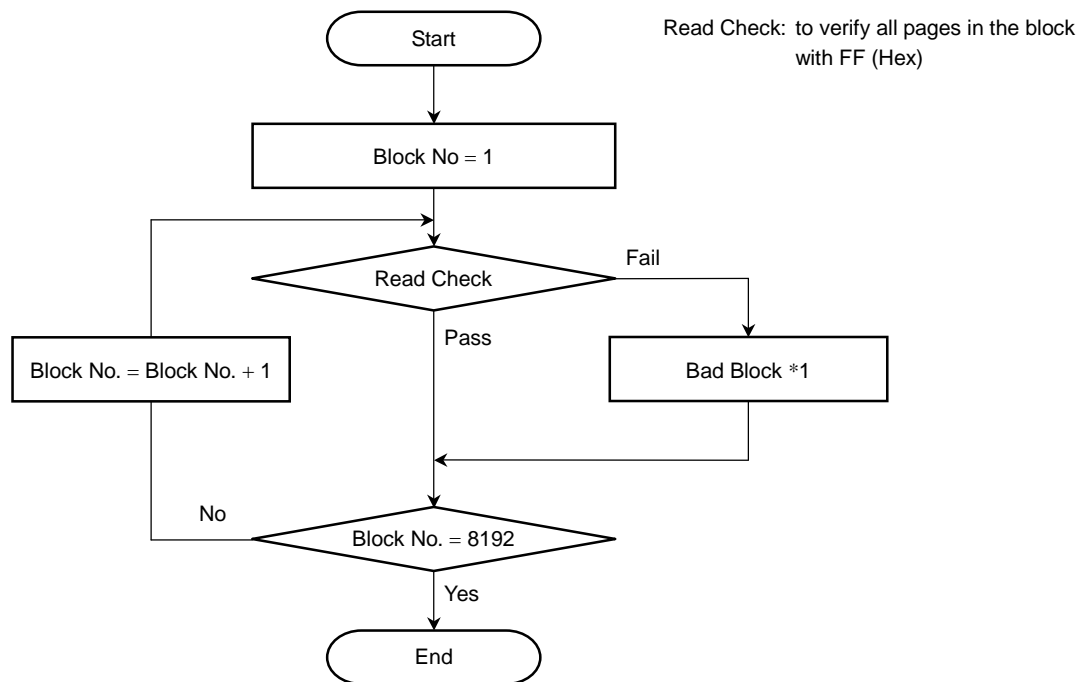 Start
Read Check: to verify all pages in the block
with FF (Hex)
Block No = 1
Read Check
Fail
Pass
Block No. = Block No. + 1
Bad Block *1
No
Block No. = 8192
Yes
End